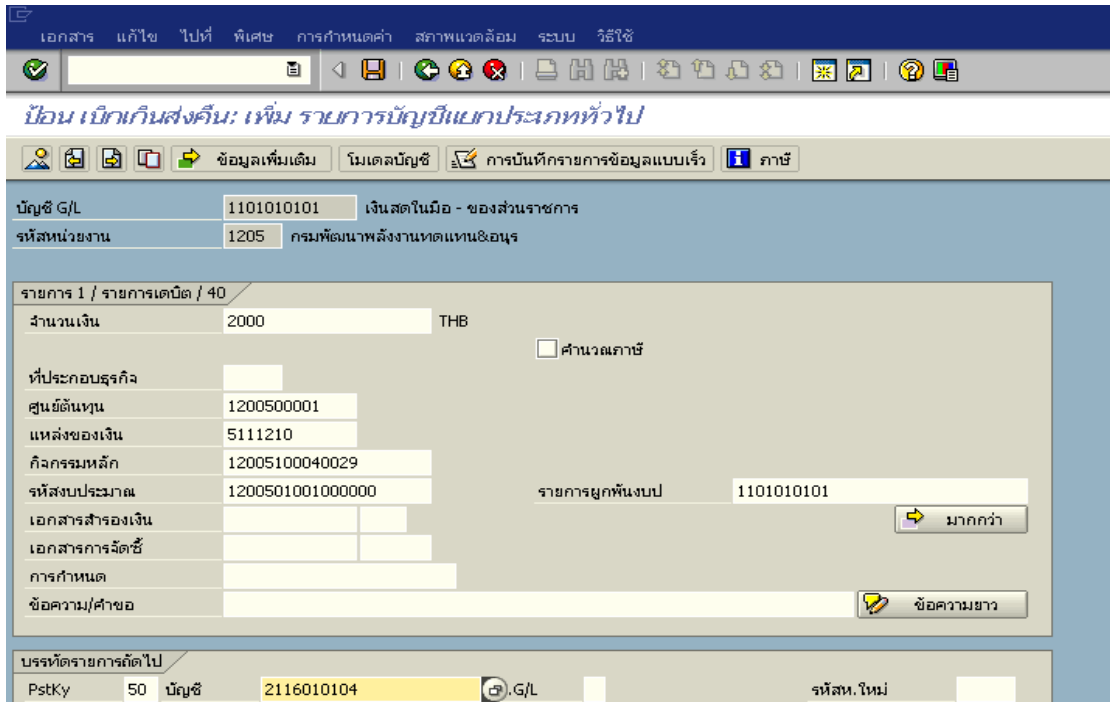 เอกสาร แก้ไข ไปที่ พิเศษ การกำหนดค่า สภาพแวดล้อม ระบบ วิธีใช้
ป้อน เบิกเกินส่งคืน: เพิ่ม รายการบัญชีแยกประเภททั่วไป
ข้อมูลเพิ่มเติม โมเดลบัญชี การบันทึกรายการข้อมูลแบบเร็ว ภาษี
บัญชี G/L 1101010101 เงินสดในมือ - ของส่วนราชการ
รหัสหน่วยงาน 1205 กรมพัฒนาพลังงานทดแทน&อนุร
รายการ 1 / รายการเดบิต / 40
จำนวนเงิน 2000 THB
คำนวณภาษี
ที่ประกอบธุรกิจ
ศูนย์ต้นทุน 1200500001
แหล่งของเงิน 5111210
กิจกรรมหลัก 12005100040029
รหัสงบประมาณ 1200501001000000 รายการผูกพันงบป 1101010101
เอกสารสำรองเงิน มากกว่า
เอกสารการจัดซื้
การกำหนด
ข้อความ/คำขอ ข้อความยาว
บรรทัดรายการถัดไป
PstKy 50 บัญชี 2116010104 .G/L รหัสห.ใหม่